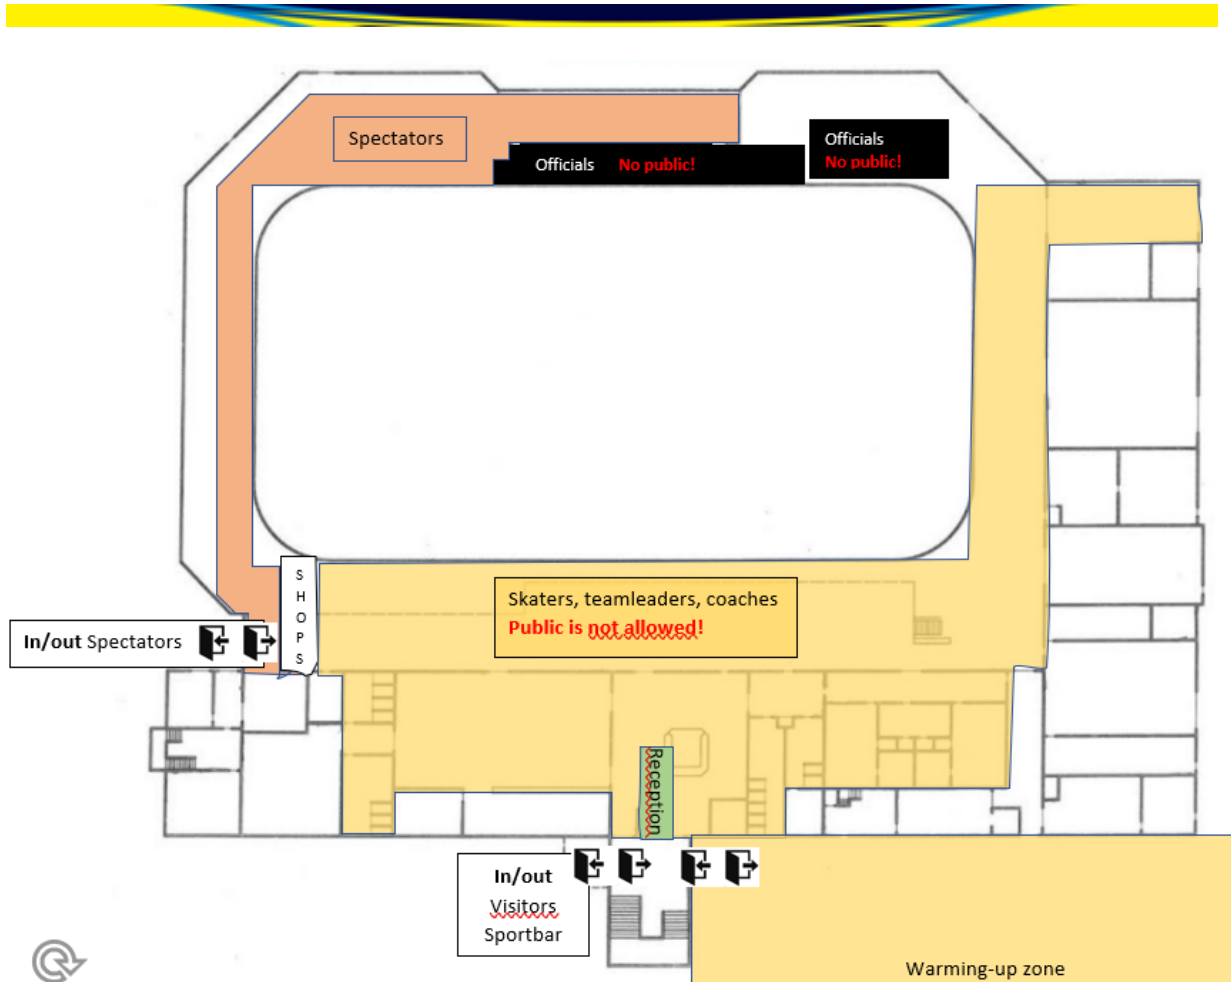 Spectators
Officials No public!
Officials
No public!
S
H
O
P
S
Skaters, teamleaders, coaches
Public is not allowed!
In/out Spectators
Reception
In/out
Visitors
Sportbar
Warming-up zone